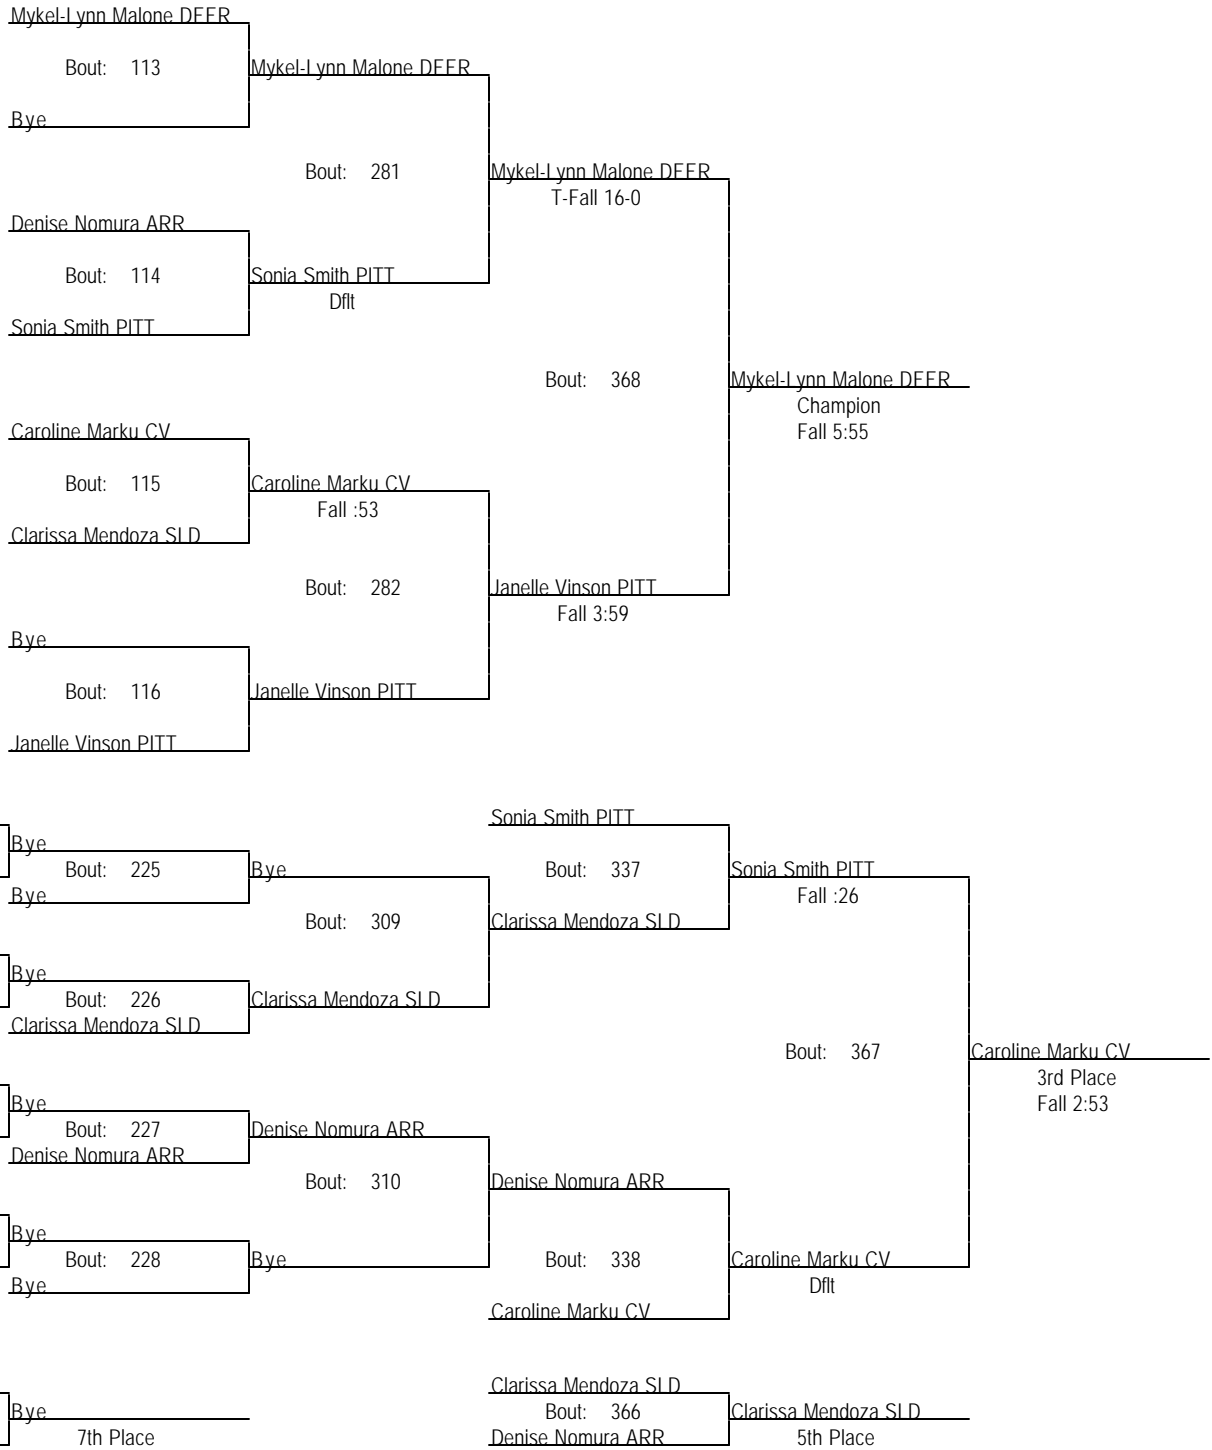 Mykel-Lynn Malone DEER
Bout: 113
Mykel-Lynn Malone DEER
Bye
Bout: 281
Mykel-Lynn Malone DEER
T-Fall 16-0
Denise Nomura ARR
Bout: 114
Sonia Smith PITT
Dflt
Sonia Smith PITT
Bout: 368
Mykel-Lynn Malone DEER
Champion
Fall 5:55
Caroline Marku CV
Bout: 115
Caroline Marku CV
Fall :53
Clarissa Mendoza SLD
Bout: 282
Janelle Vinson PITT
Fall 3:59
Bye
Bout: 116
Janelle Vinson PITT
Janelle Vinson PITT
Sonia Smith PITT
Bye
Bout: 225
Bye
Bout: 337
Sonia Smith PITT
Bye
Fall :26
Bout: 309
Clarissa Mendoza SLD
Bye
Bout: 226
Clarissa Mendoza SLD
Clarissa Mendoza SLD
Bout: 367
Caroline Marku CV
3rd Place
Fall 2:53
Bye
Bout: 227
Denise Nomura ARR
Denise Nomura ARR
Bout: 310
Denise Nomura ARR
Bye
Bout: 228
Bye
Bout: 338
Caroline Marku CV
Dflt
Bye
Caroline Marku CV
Clarissa Mendoza SLD
Bye
Bout: 366
Clarissa Mendoza SLD
7th Place
Denise Nomura ARR
5th Place